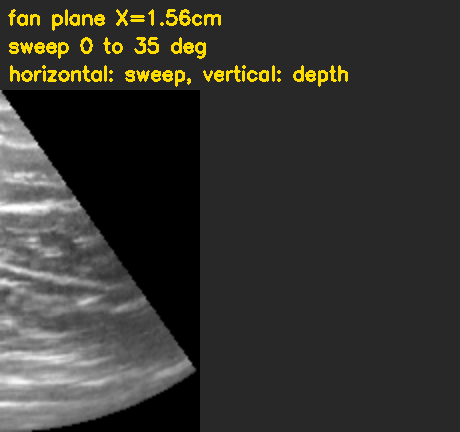 fan plane X=1.56cm
sweep 0 to 35 deg
horizontal: sweep, vertical: depth